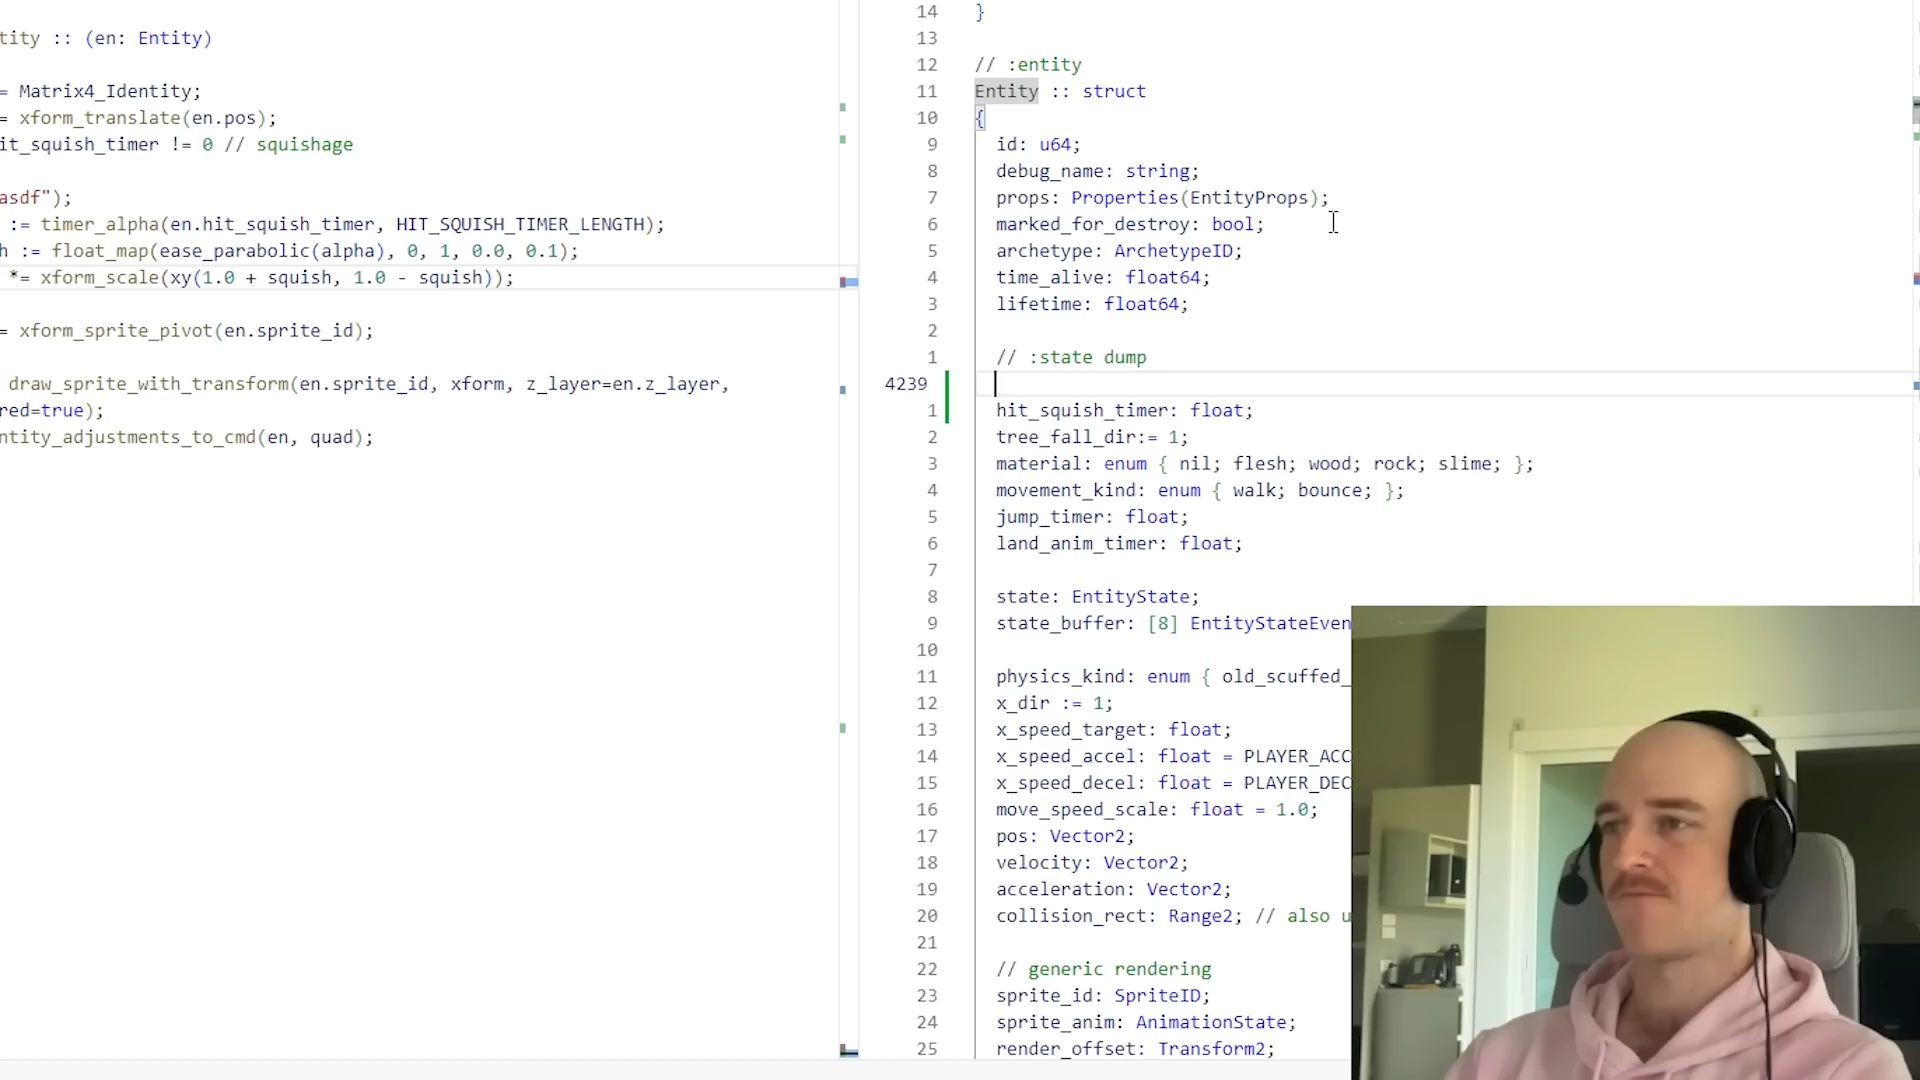 tity :: (en: Entity)
= Matrix4_Identity;
= xform_translate(en.pos);
it_squish_timer != 0 // squishage
asdf");
:= timer_alpha(en.hit_squish_timer, HIT_SQUISH_TIMER_LENGTH);
h := float_map(ease_parabolic(alpha), 0, 1, 0.0, 0.1);
*= xform_scale(xy(1.0 + squish, 1.0 - squish));
= xform_sprite_pivot(en.sprite_id);
draw_sprite_with_transform(en.sprite_id, xform, z_layer=en.z_layer,
red=true);
ntity_adjustments_to_cmd(en, quad);
14 }
13
12 // :entity
11 Entity :: struct
10 {
9 id: u64;
8 debug_name: string;
7 props: Properties(EntityProps);
6 marked_for_destroy: bool;
5 archetype: ArchetypeID;
4 time_alive: float64;
3 lifetime: float64;
2
1 // :state dump
4239
1 hit_squish_timer: float;
2 tree_fall_dir:= 1;
3 material: enum { nil; flesh; wood; rock; slime; };
4 movement_kind: enum { walk; bounce; };
5 jump_timer: float;
6 land_anim_timer: float;
7
8 state: EntityState;
9 state_buffer: [8] EntityStateEven
10
11 physics_kind: enum { old_scuffed_
12 x_dir := 1;
13 x_speed_target: float;
14 x_speed_accel: float = PLAYER_ACC
15 x_speed_decel: float = PLAYER_DEC
16 move_speed_scale: float = 1.0;
17 pos: Vector2;
18 velocity: Vector2;
19 acceleration: Vector2;
20 collision_rect: Range2; // also u
21
22 // generic rendering
23 sprite_id: SpriteID;
24 sprite_anim: AnimationState;
25 render_offset: Transform2;